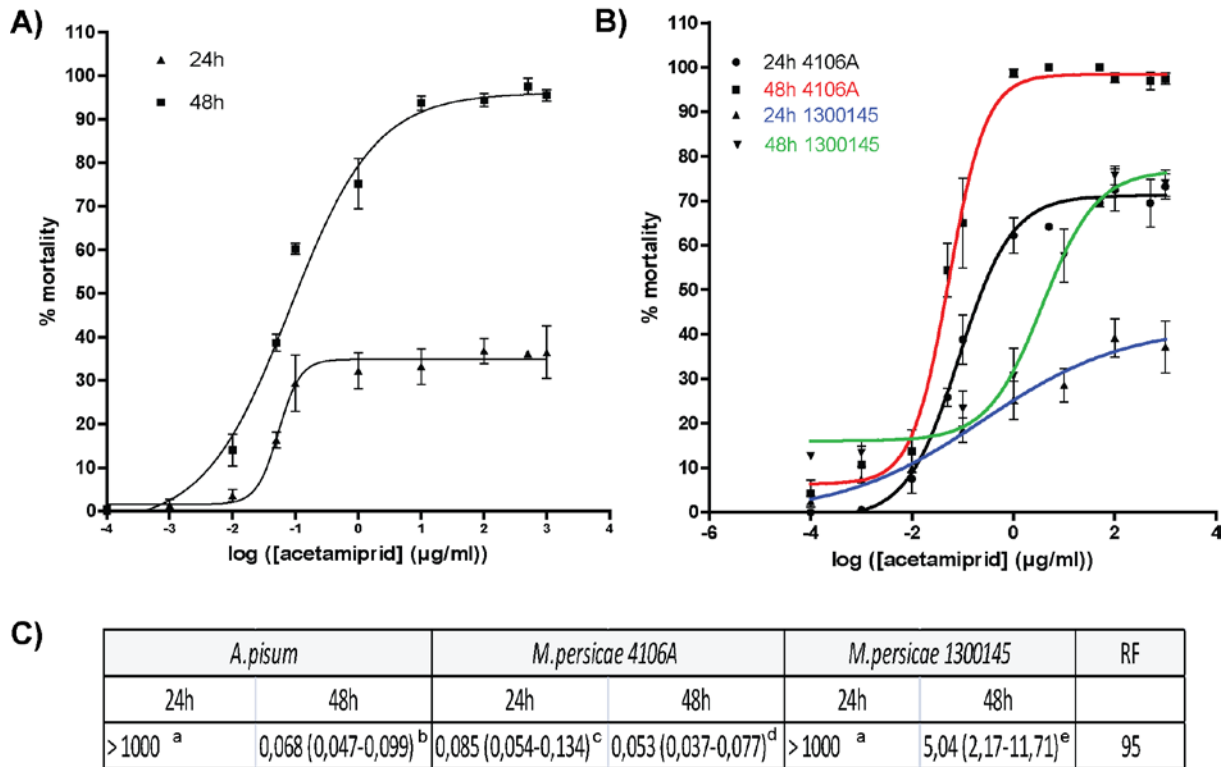 A)
110
100
90
80
70
60
50
40
30
20
10
0
-4
-3
-2
-1
0
1
2
3
4
% mortality
log ([acetamiprid] (µg/ml))
24h
48h
B)
110
100
90
80
70
60
50
40
30
20
10
0
-6
-4
-2
0
2
4
% mortality
log ([acetamiprid] (µg/ml))
24h 4106A
48h 4106A
24h 1300145
48h 1300145
C)
A.pisum M.persicae 4106A M.persicae 1300145 RF
24h 48h 24h 48h 24h 48h
> 1000 a 0,068 (0,047-0,099) b 0,085 (0,054-0,134) c 0,053 (0,037-0,077) d > 1000 a 5,04 (2,17-11,71) e 95